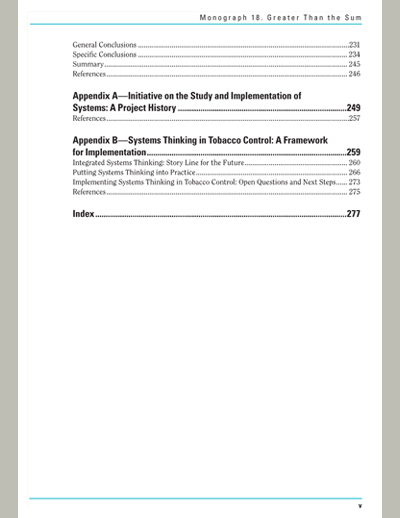 Monograph 18. Greater Than the Sum
General Conclusions ........ 231
Specific Conclusions ........ 234
Summary ........ 245
References ........ 246
Appendix A—Initiative on the Study and Implementation of
Systems: A Project History ........ 249
References ........ 257
Appendix B—Systems Thinking in Tobacco Control: A Framework
for Implementation ........ 259
Integrated Systems Thinking: Story Line for the Future ........ 260
Putting Systems Thinking into Practice ........ 266
Implementing Systems Thinking in Tobacco Control: Open Questions and Next Steps ...... 273
References ........ 275
Index ........ 277
v